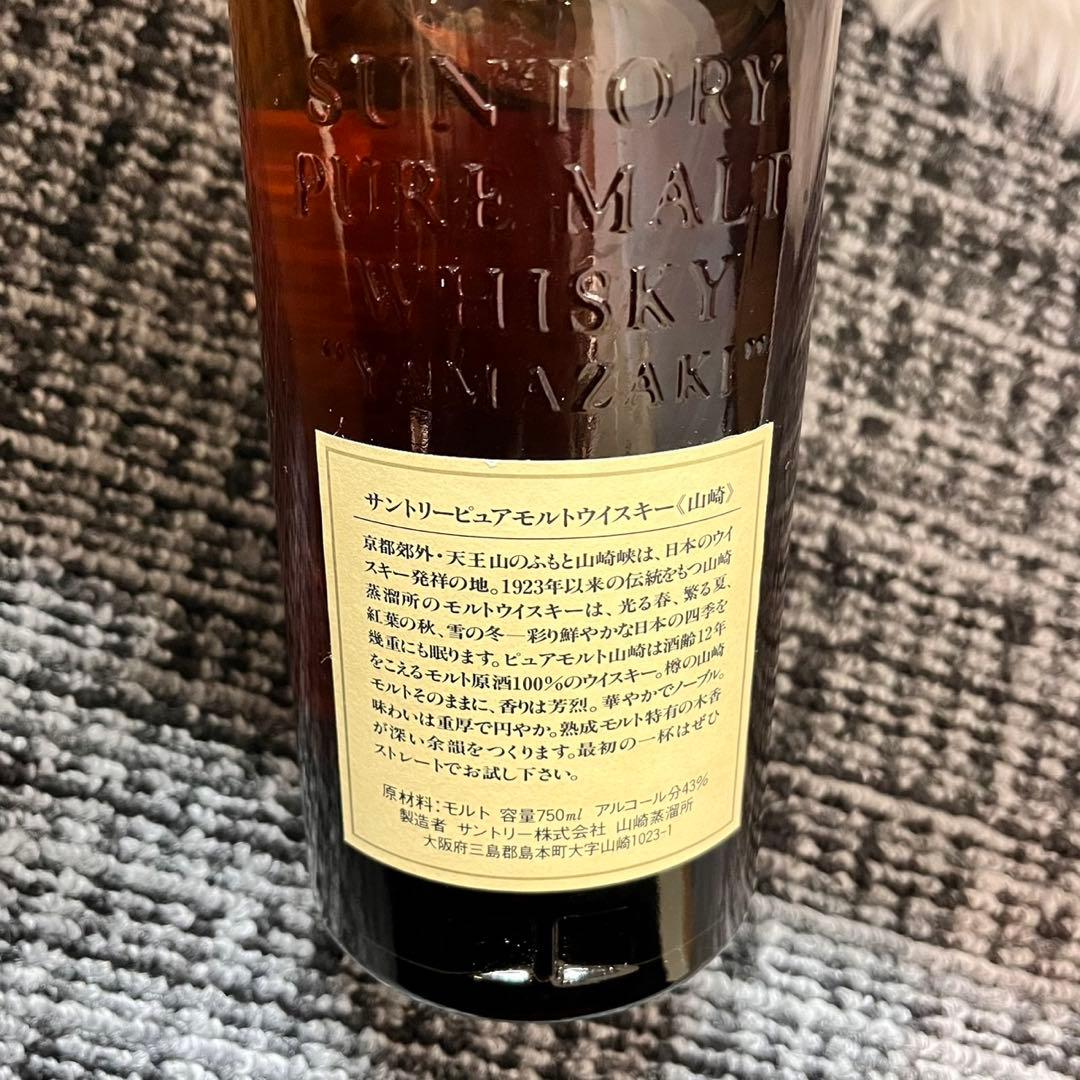 SUNTORY
PURE MALT
WHISKY
"YAMAZAKI"
サントリーピュアモルトウイスキー《山崎》
京都郊外・天王山のふもと山崎峡は、日本のウイ
スキー発祥の地。1923年以来の伝統をもつ山崎
蒸溜所のモルトウイスキーは、光る春、繁る夏、
紅葉の秋、雪の冬―彩り鮮やかな日本の四季を
幾重にも眠ります。ピュアモルト山崎は酒齢12年
をこえるモルト原酒100%のウイスキー。樽の山崎
モルトそのままに、香りは芳烈。華やかでノーブル。
味わいは重厚で円やか。熟成モルト特有の木香
が深い余韻をつくります。最初の一杯はぜひ
ストレートでお試し下さい。
原材料:モルト 容量750ml アルコール分43%
製造者 サントリー株式会社 山崎蒸溜所
大阪府三島郡島本町大字山崎1023-1